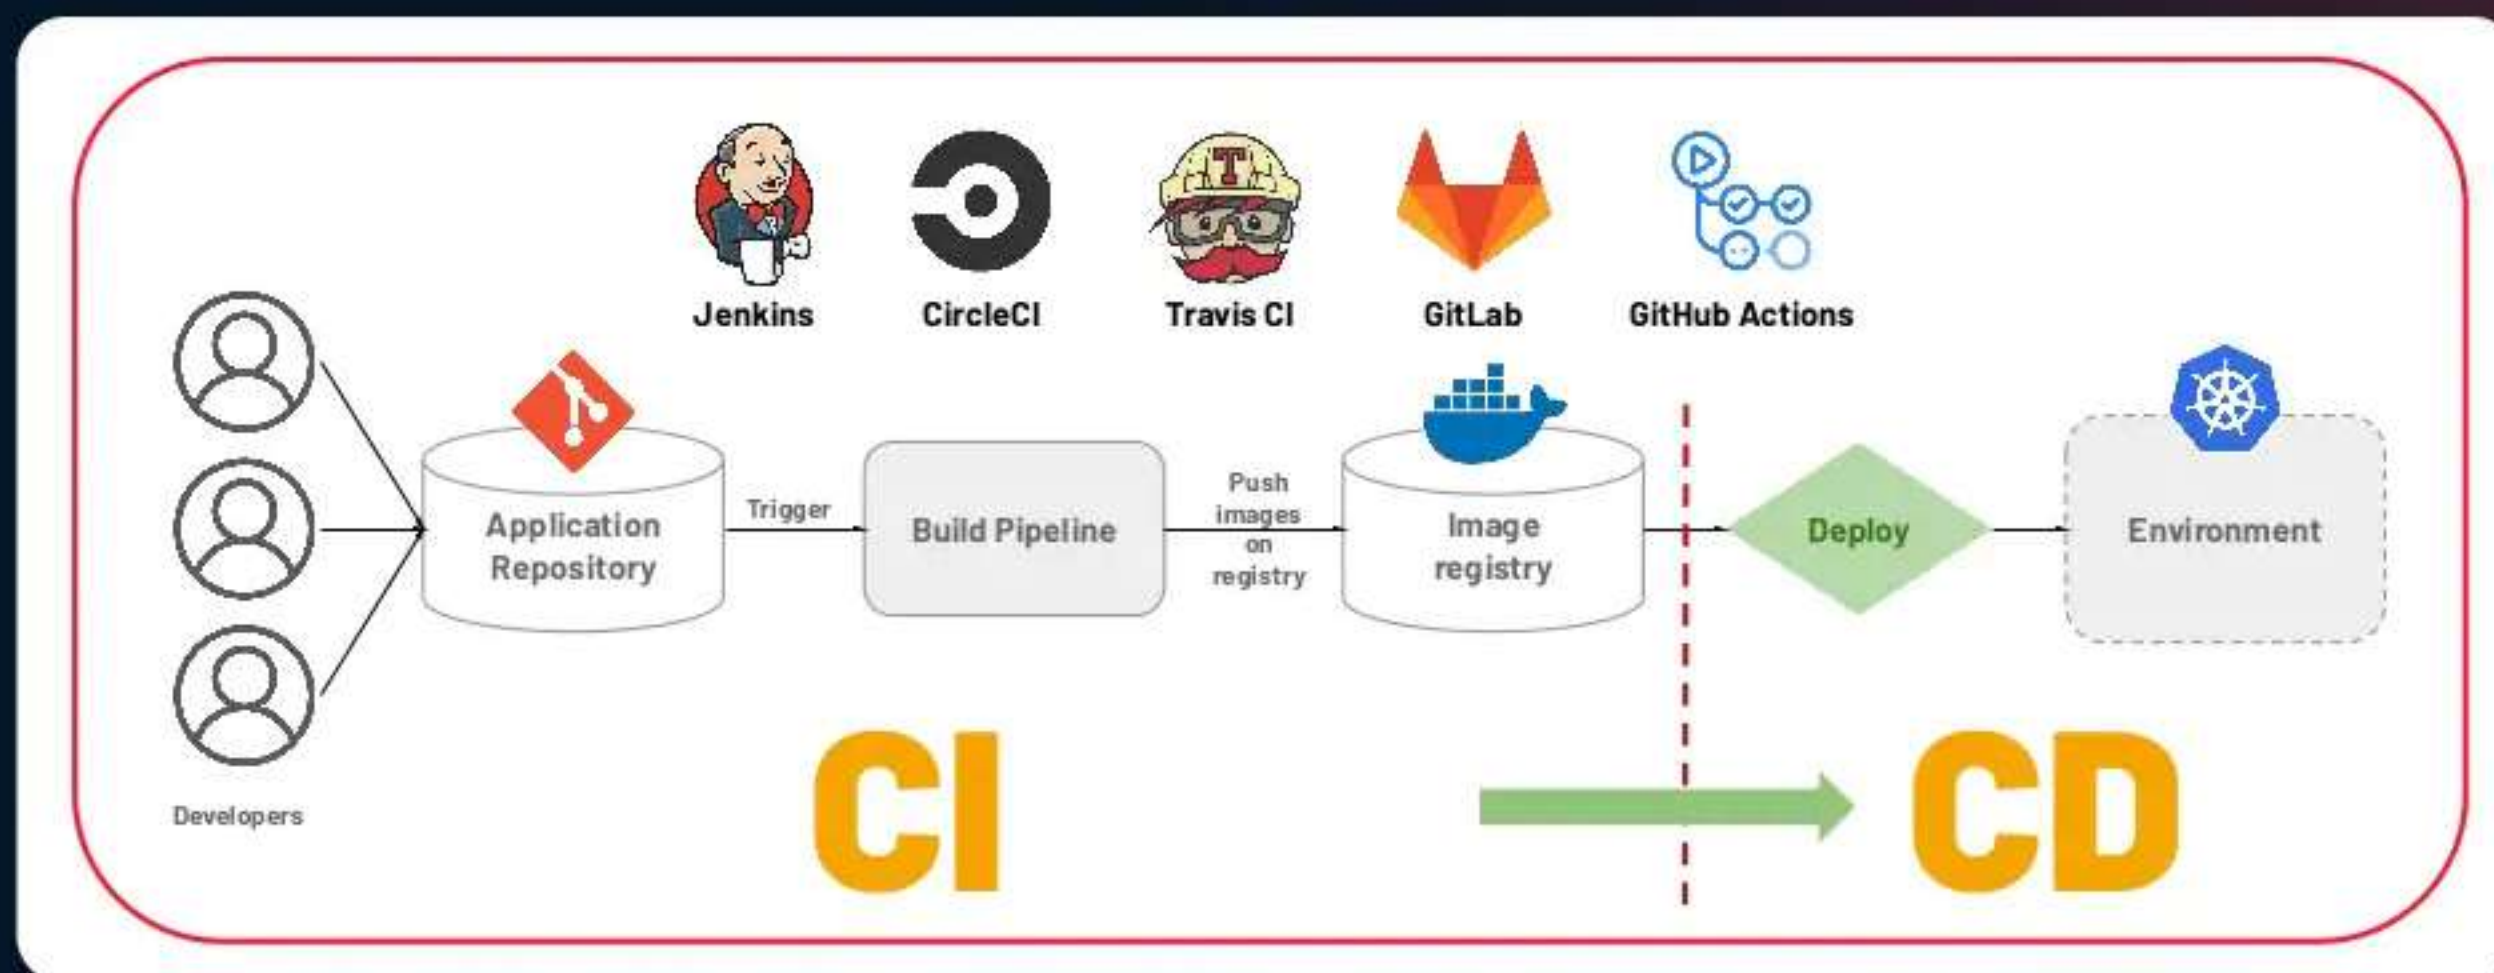 Jenkins
CircleCI
Travis CI
GitLab
GitHub Actions
T
Application
Repository
Trigger
Build Pipeline
Push
images
on
registry
Image
registry
Deploy
Environment
Developers
CI
CD